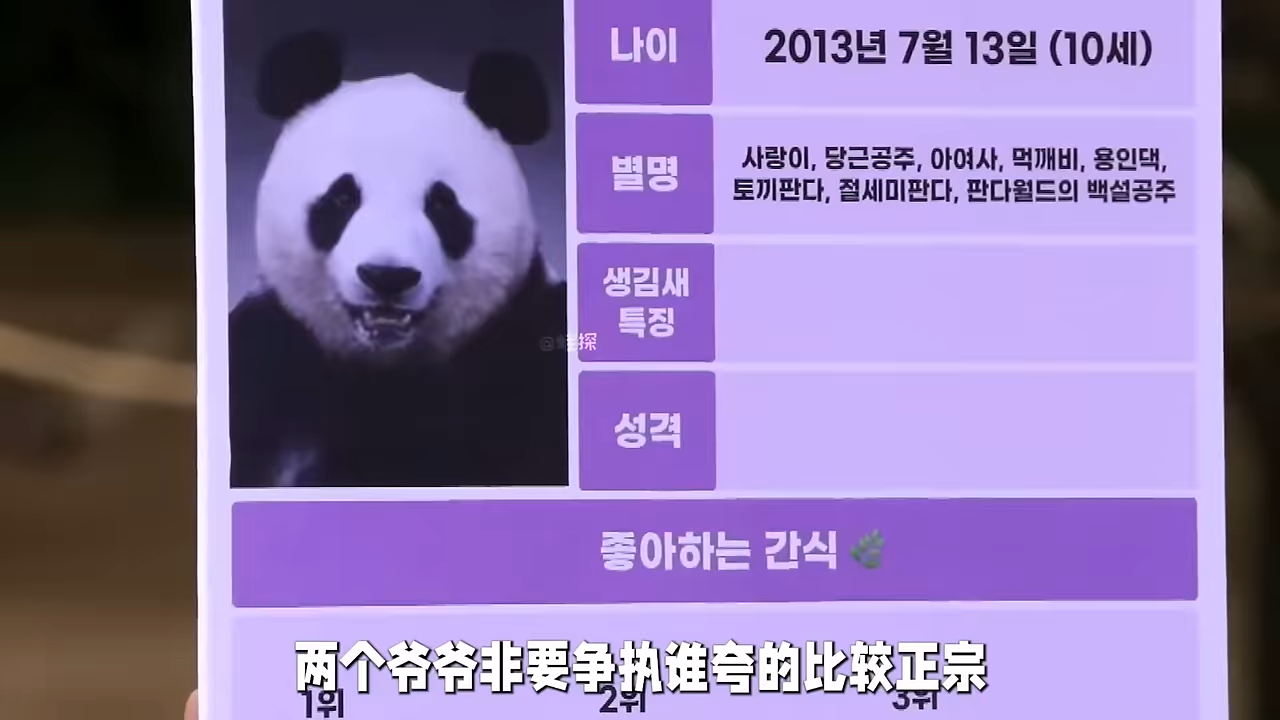 나이
2013년 7월 13일 (10세)
별명
사랑이, 당근공주, 아여사, 먹깨비, 용인댁,
토끼판다, 절세미판다, 판다월드의 백설공주
생김새
특징
성격
좋아하는 간식
1위 2위 3위
两个爷爷非要争执谁夸的比较正宗